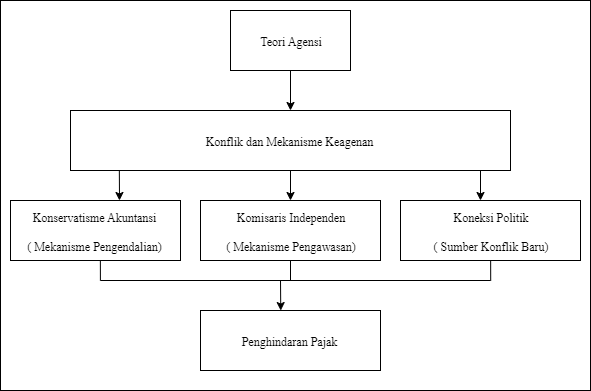 Teori Agensi
Konflik dan Mekanisme Keagenan
Konservatisme Akuntansi
( Mekanisme Pengendalian)
Komisaris Independen
( Mekanisme Pengawasan)
Koneksi Politik
( Sumber Konflik Baru)
Penghindaran Pajak